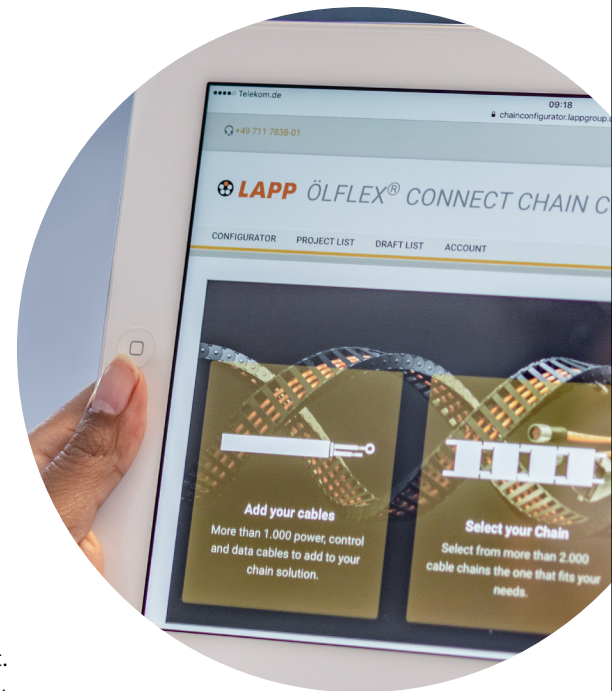 Telekom.de
09:18
chainconfigurator.lappgroup.
+49 711 7838-01
LAPP ÖLFLEX® CONNECT CHAIN C
CONFIGURATOR PROJECT LIST DRAFT LIST ACCOUNT
Add your cables
More than 1.000 power, control
and data cables to add to your
chain solution.
Select your Chain
Select from more than 2.000
cable chains the one that fits your
needs.